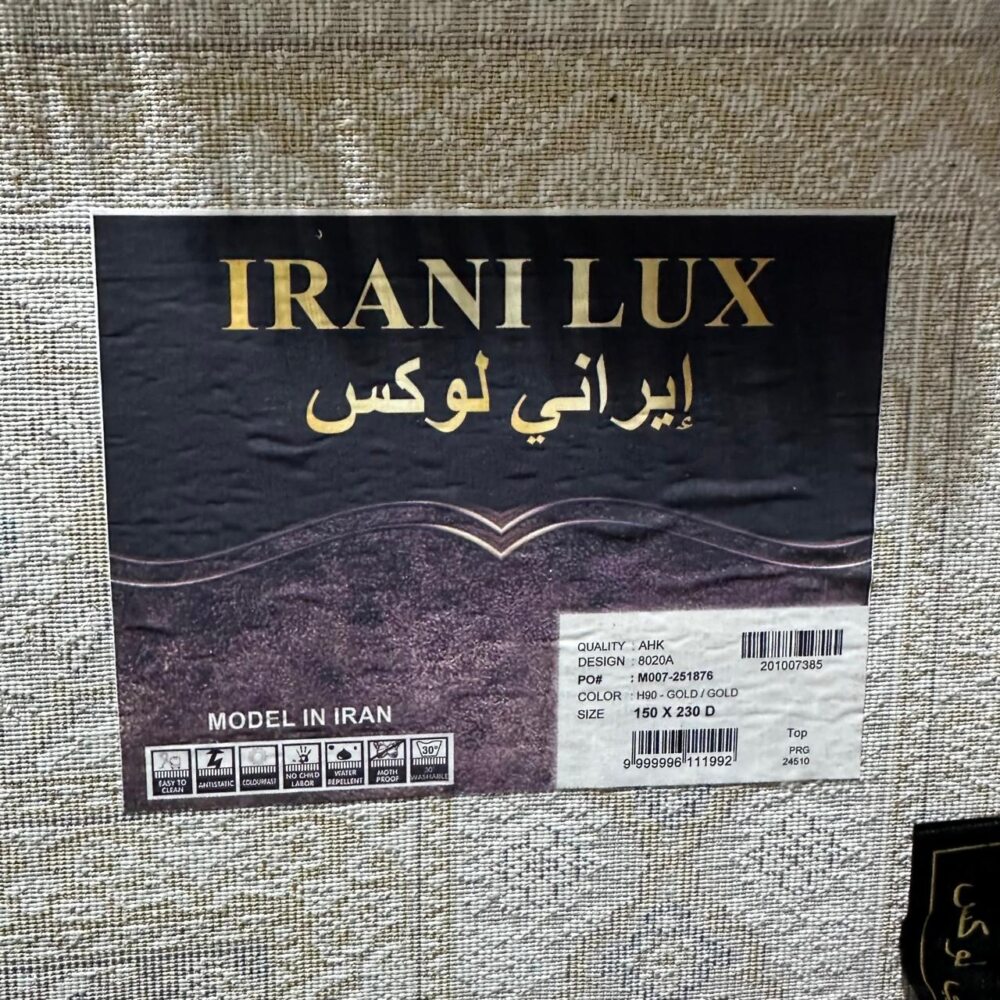 IRANI LUX
إيراني لوكس
QUALITY : AHK
DESIGN : 8020A
PO# : M007-251876
COLOR : H90 - GOLD / GOLD
SIZE 150 X 230 D
201007385
9 999996 111992
Top
PRG
24510
MODEL IN IRAN
EASY TO CLEAN
ANTISTATIC
COLOURFAST
NO CHILD LABOR
WATER REPELLENT
MOTH PROOF
30°
30 WASHABLE